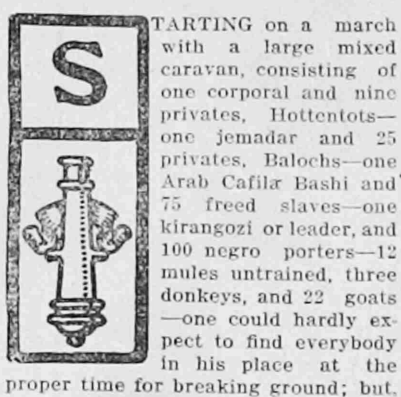 STARTING on a march
with a large mixed
caravan, consisting of
one corporal and nine
privates, Hottentots—
one jemadar and 25
privates, Balochs—one
Arab Cafilæ Bashi and
75 freed slaves—one
kirangozi or leader, and
100 negro porters—12
mules untrained, three
donkeys, and 22 goats
—one could hardly ex-
pect to find everybody
in his place at the
proper time for breaking ground; but,